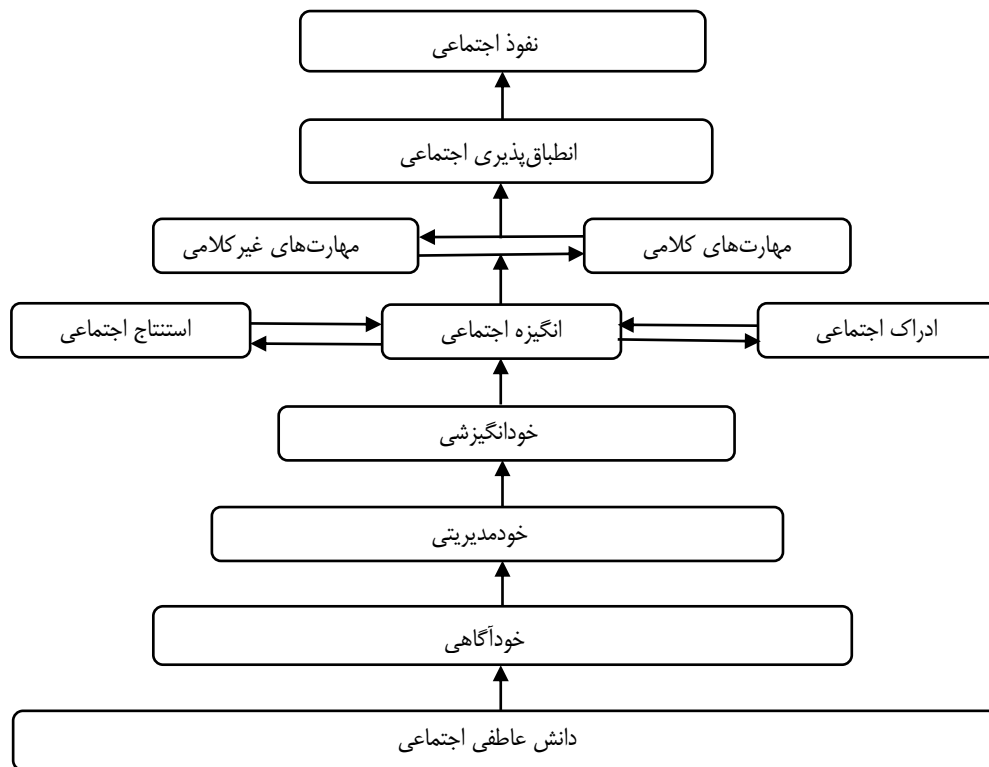 نفوذ اجتماعی
انطباق‌پذیری اجتماعی
مهارت‌های کلامی
مهارت‌های غیرکلامی
ادراک اجتماعی
انگیزه اجتماعی
استنتاج اجتماعی
خودانگیزشی
خودمدیریتی
خودآگاهی
دانش عاطفی اجتماعی